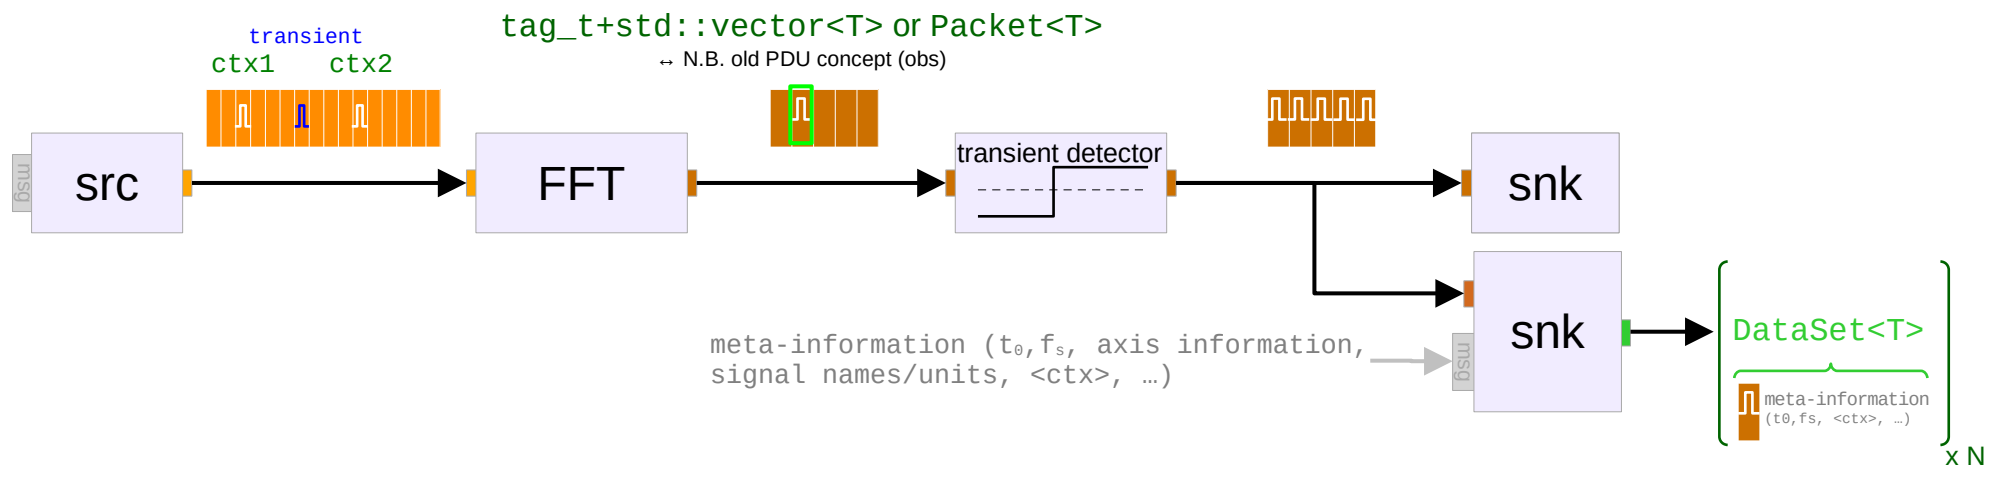 tag_t+std::vector<T> or Packet<T>
↔ N.B. old PDU concept (obs)
transient
ctx1 ctx2
msg
src
FFT
transient detector
snk
snk
msg
meta-information (t₀,fₛ, axis information,
signal names/units, <ctx>, …)
DataSet<T>
meta-information
(t0,fs, <ctx>, …)
x N